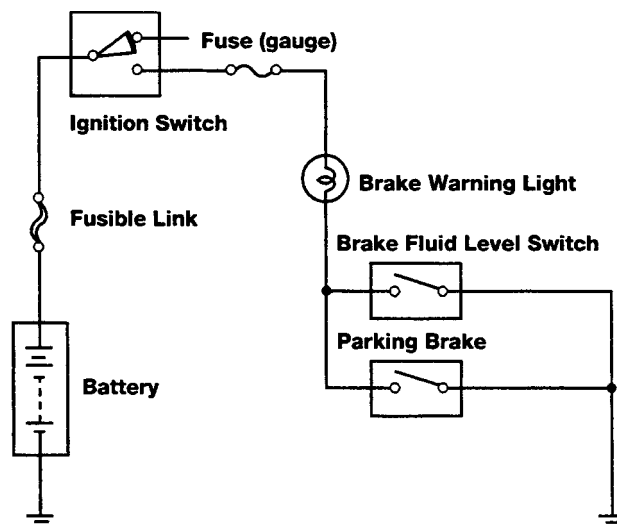 Fuse (gauge)
Ignition Switch
Brake Warning Light
Fusible Link
Brake Fluid Level Switch
Parking Brake
Battery